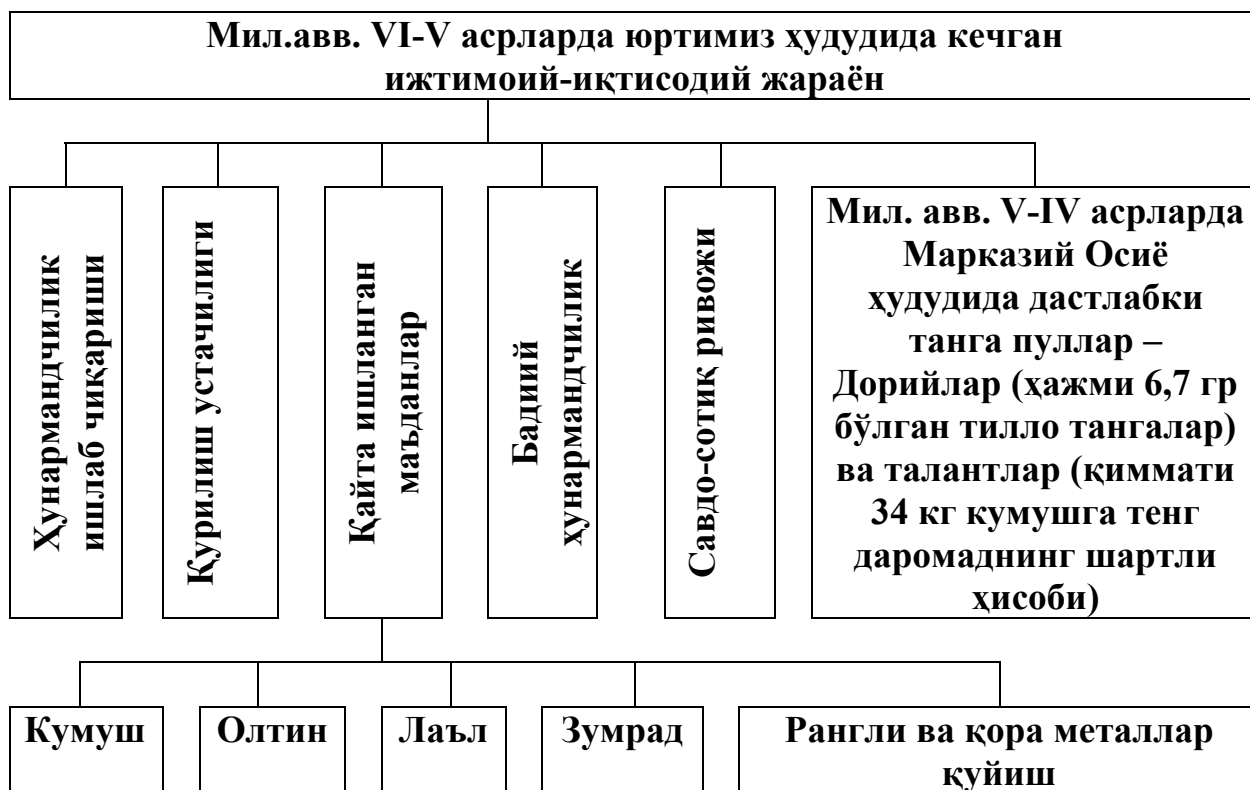 Мил.авв. VI-V асрларда юртимиз ҳудудида кечган
ижтимоий-иқтисодий жараён
Ҳунармандчилик
ишлаб чиқариши
Қурилиш устачилиги
Қайта ишланган
маъданлар
Бадиий
ҳунармандчилик
Савдо-сотиқ ривожи
Мил. авв. V-IV асрларда
Марказий Осиё
ҳудудида дастлабки
танга пуллар –
Дорийлар (ҳажми 6,7 гр
бўлган тилло тангалар)
ва талантлар (қиммати
34 кг кумушга тенг
даромаднинг шартли
ҳисоби)
Кумуш
Олтин
Лаъл
Зумрад
Рангли ва қора металлар
қуйиш